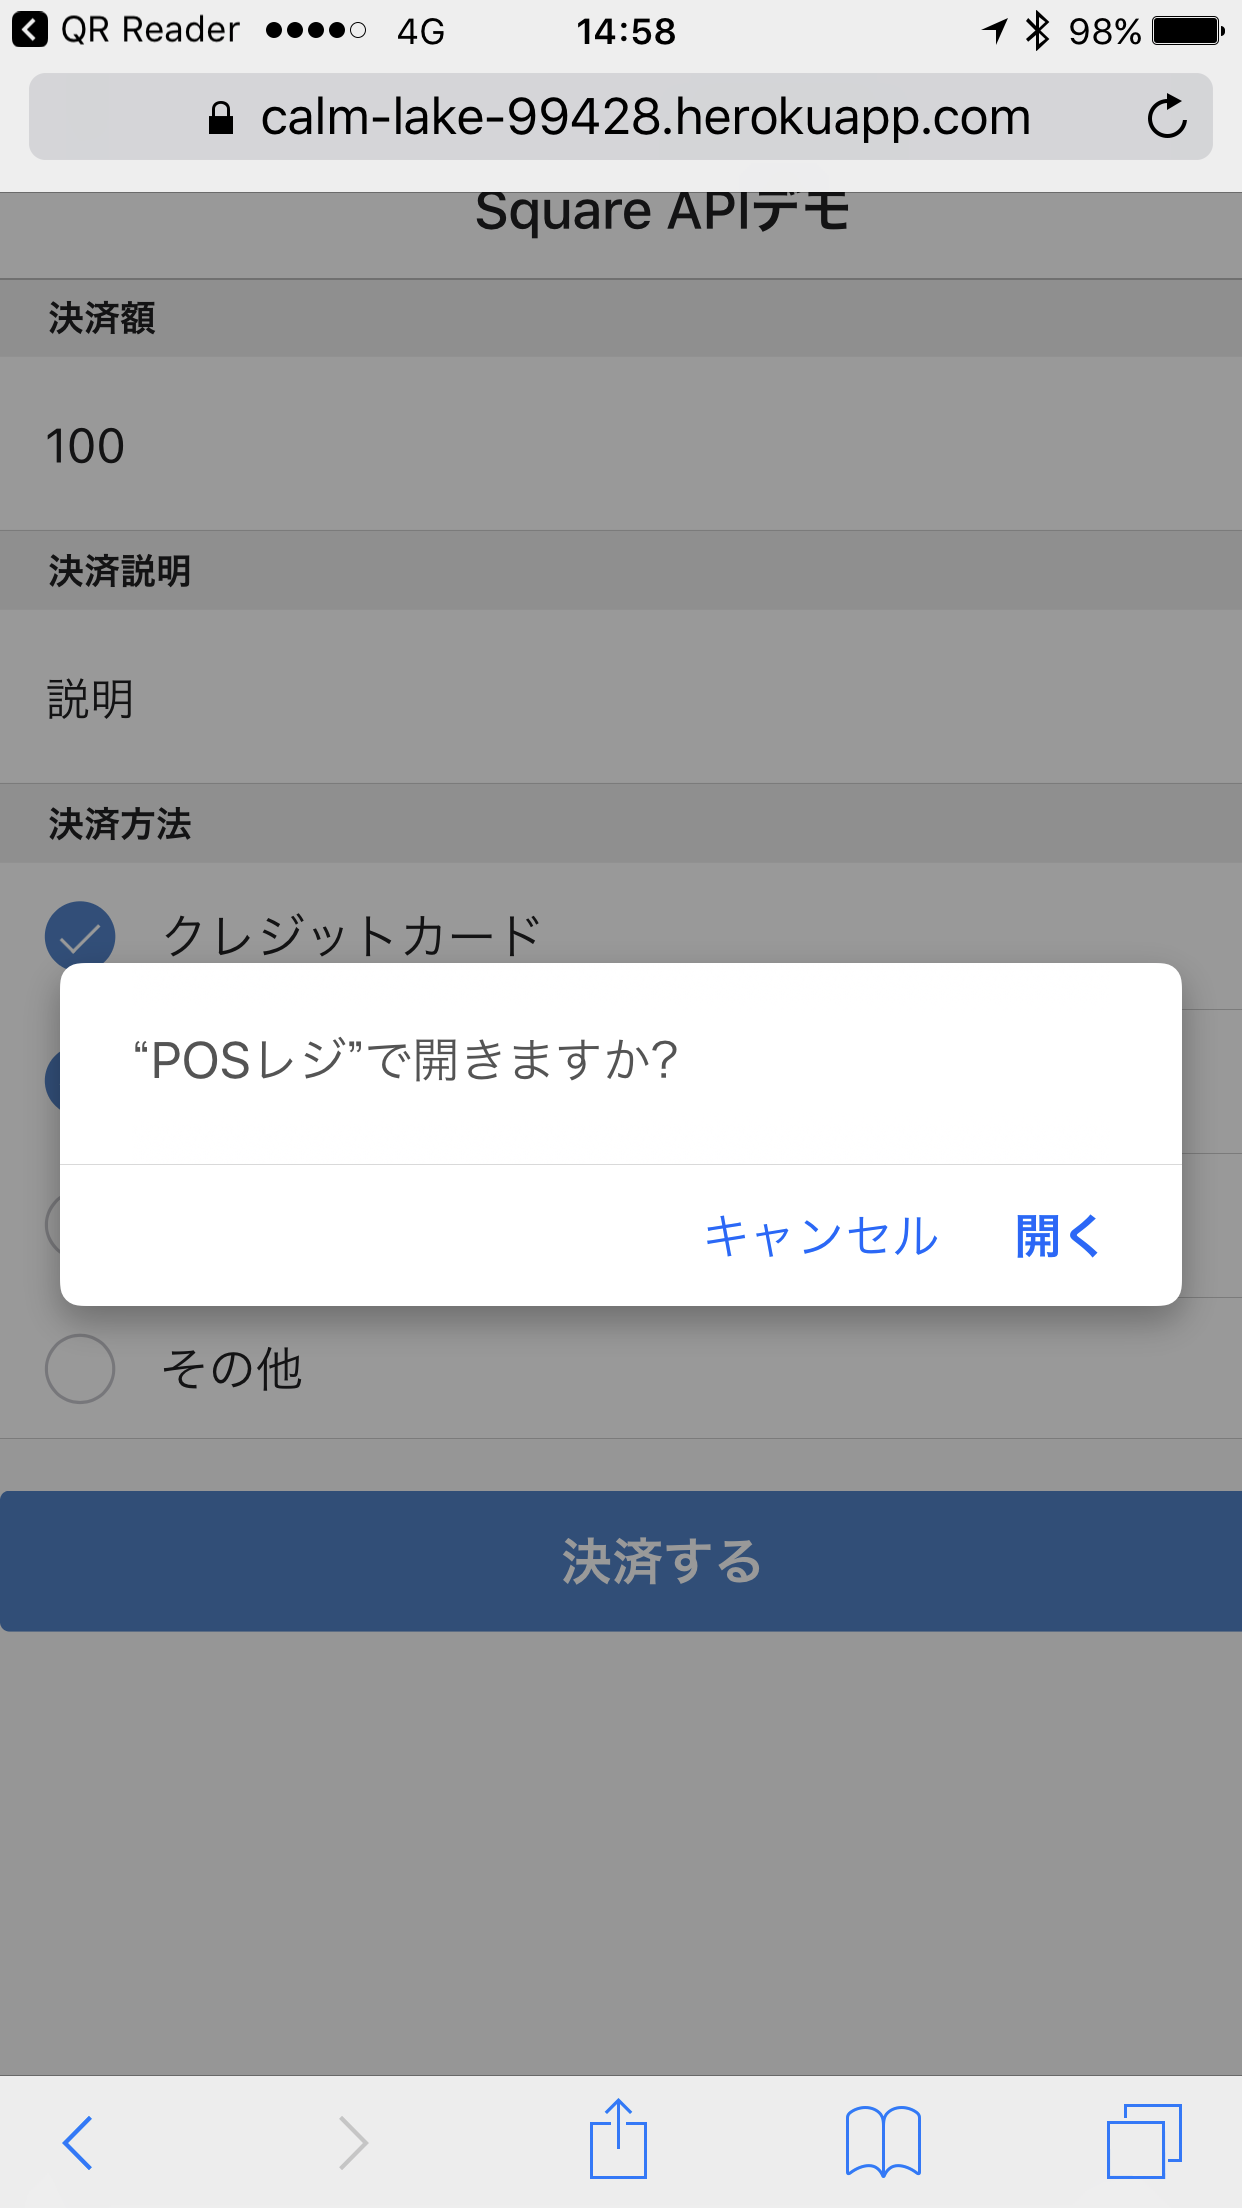 QR Reader 4G 14:58 98%
calm-lake-99428.herokuapp.com
Square APIデモ
決済額
100
決済説明
説明
決済方法
クレジットカード
“POSレジ”で開きますか?
キャンセル 開く
その他
決済する